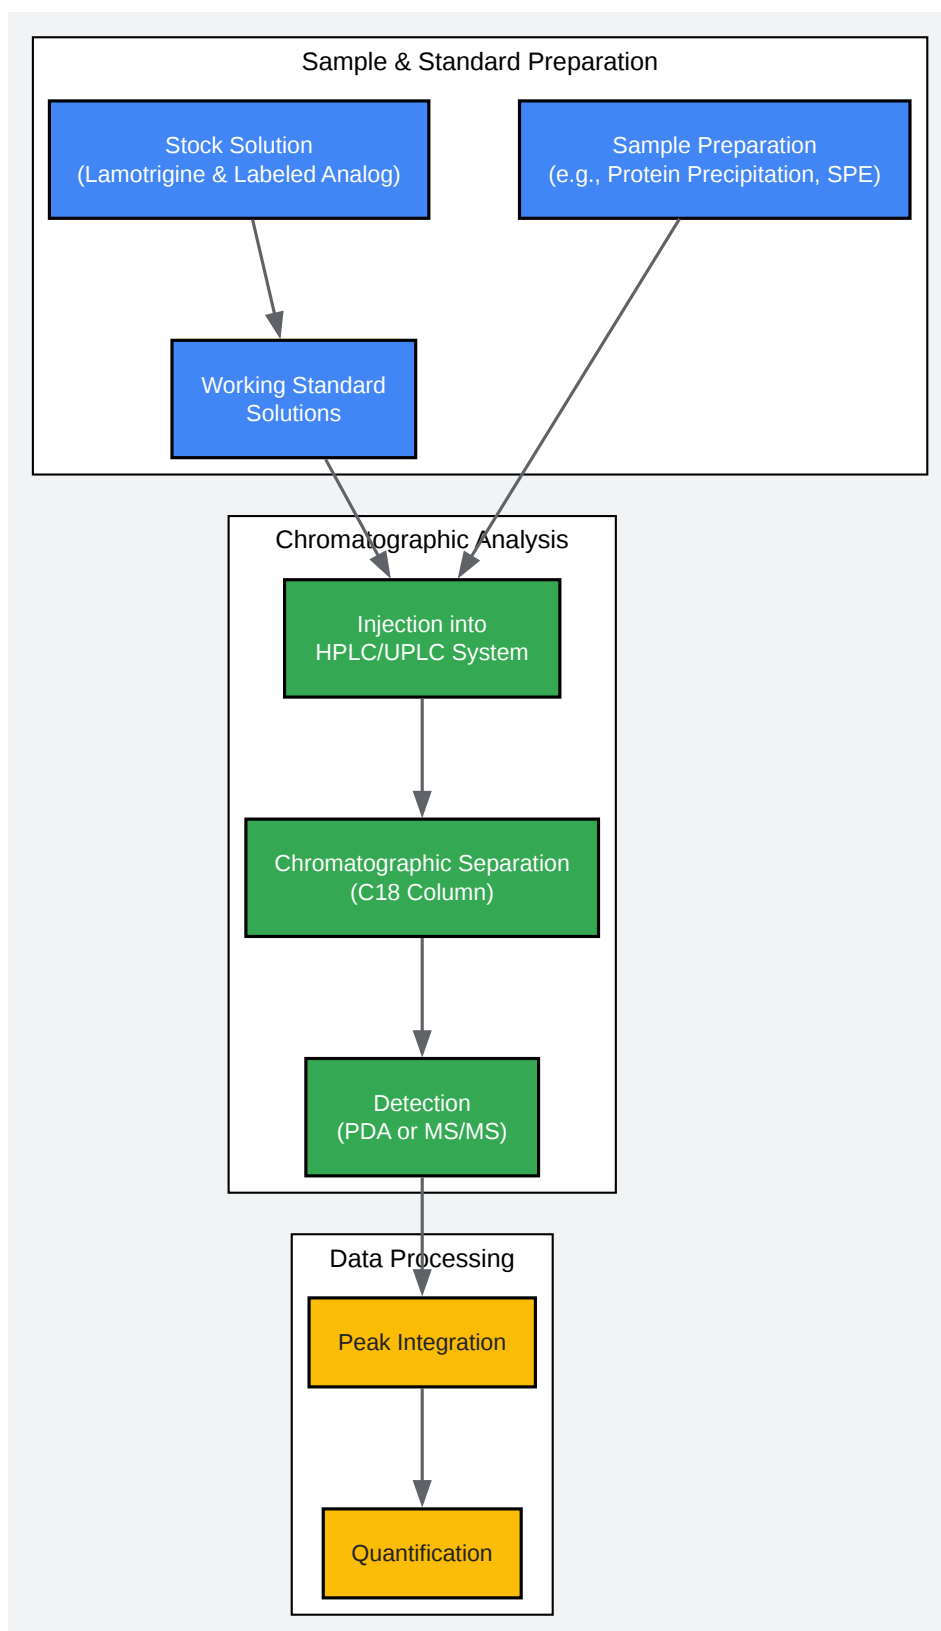 Sample & Standard Preparation
Stock Solution
(Lamotrigine & Labeled Analog)
Sample Preparation
(e.g., Protein Precipitation, SPE)
Working Standard
Solutions
Chromatographic Analysis
Injection into
HPLC/UPLC System
Chromatographic Separation
(C18 Column)
Detection
(PDA or MS/MS)
Data Processing
Peak Integration
Quantification